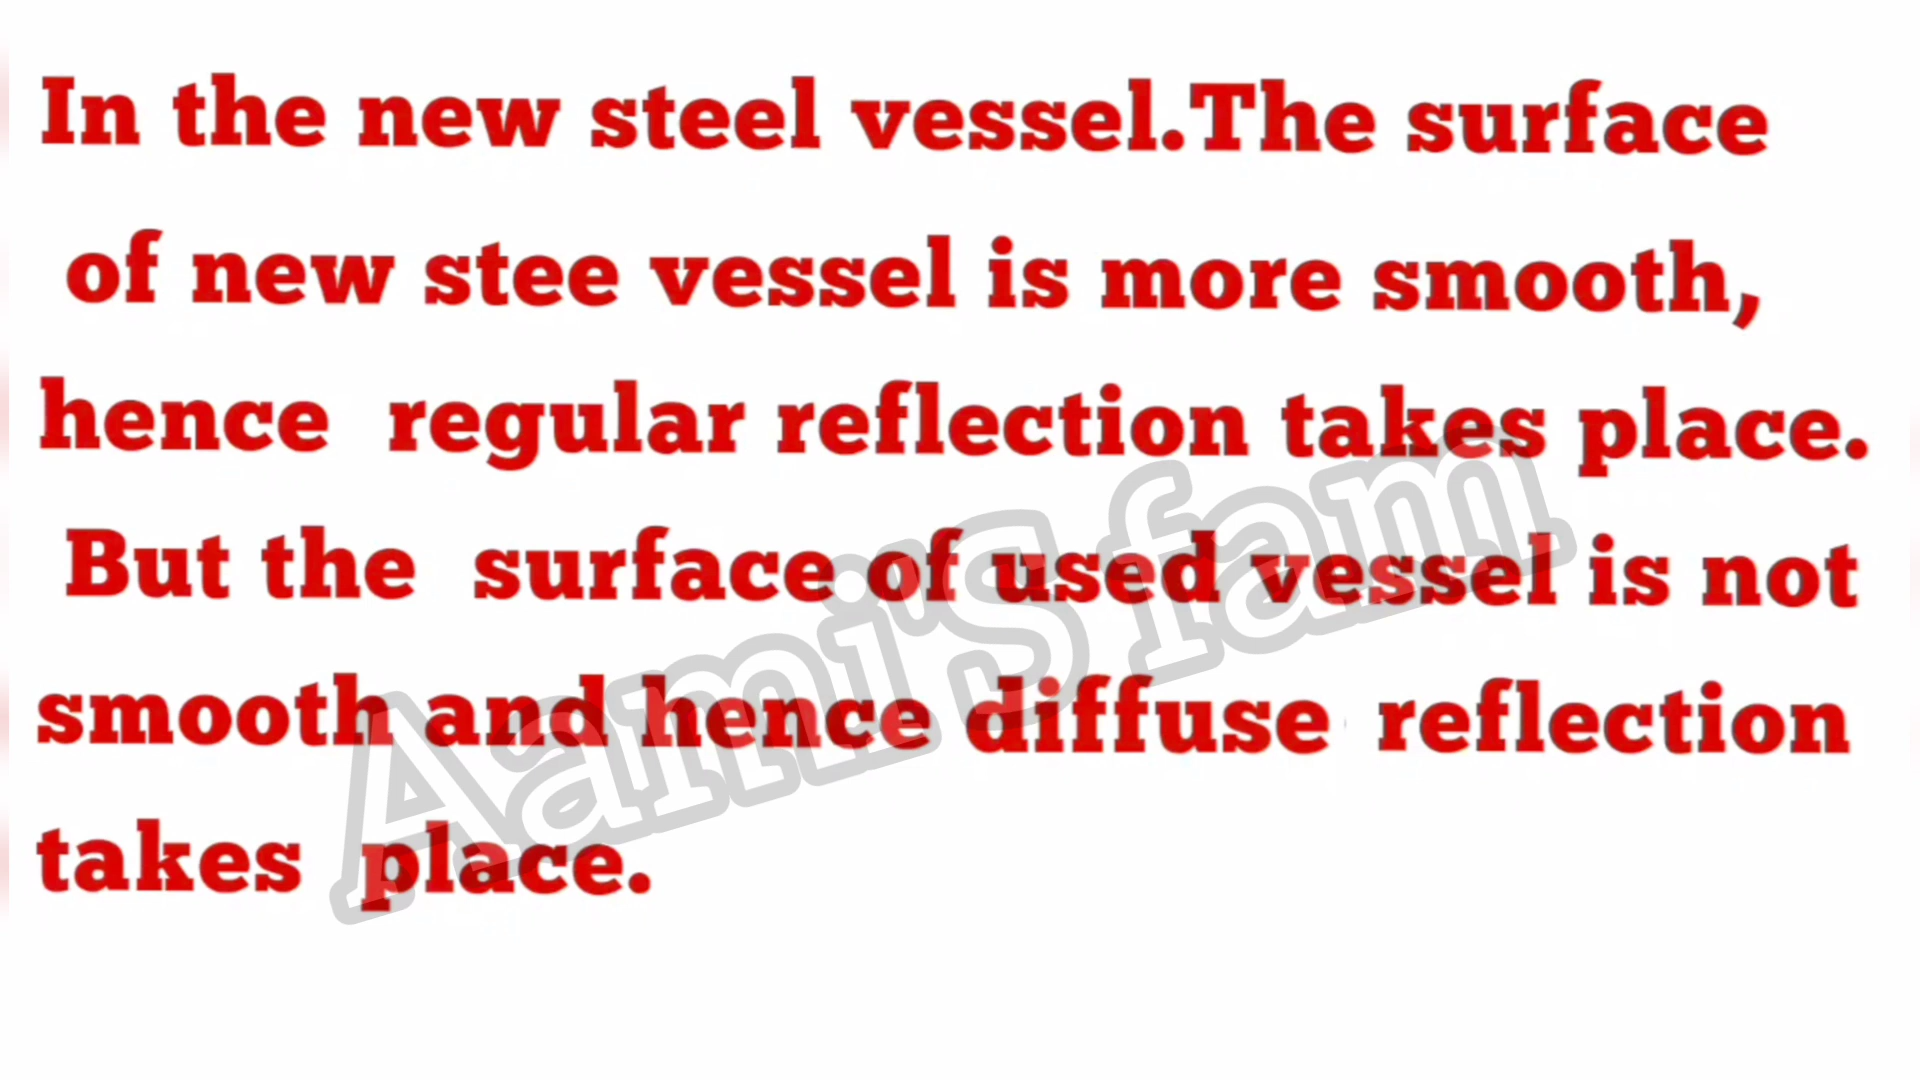 In the new steel vessel.The surface
of new stee vessel is more smooth,
hence regular reflection takes place.
But the surface of used vessel is not
smooth and hence diffuse reflection
takes place.
Aami'S fam